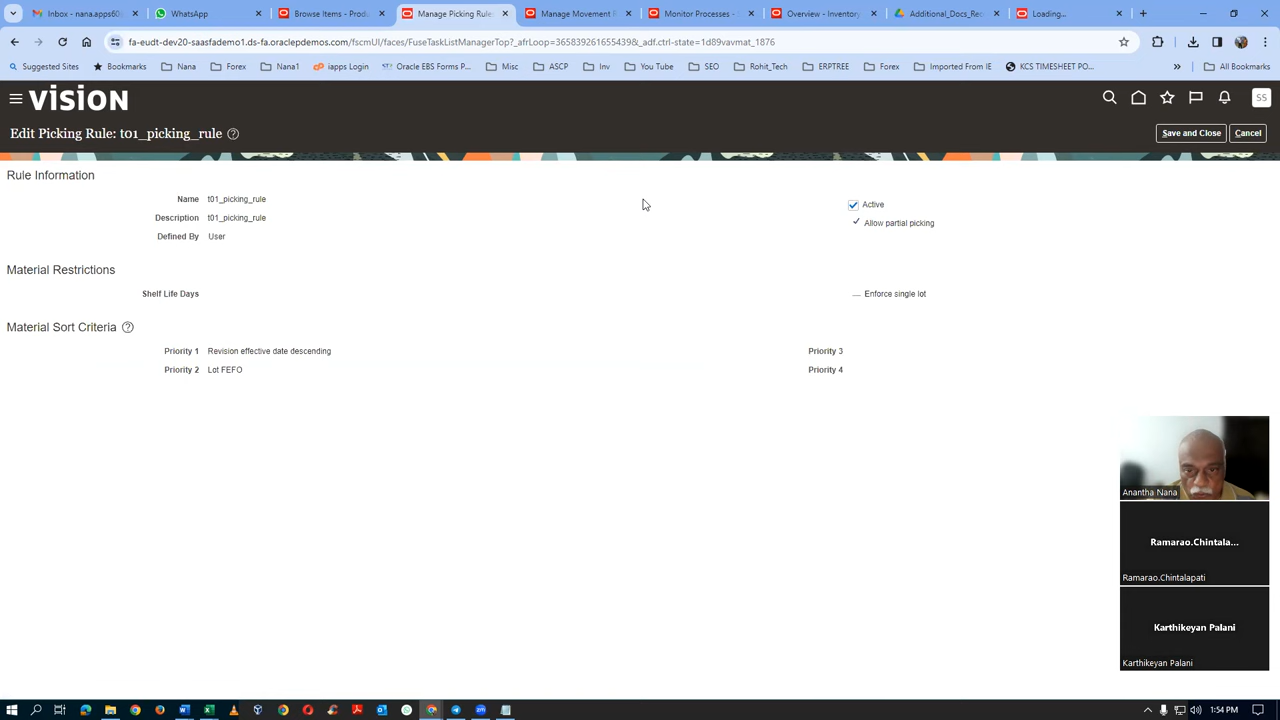 Inbox - nana.apps60
WhatsApp
Browse Items - Produ
Manage Picking Rule
Manage Movement R
Monitor Processes - S
Overview - Inventory
Additional_Docs_Re
Loading...
fa-eudt-dev20-saasfademo1.ds-fa.oraclepdemos.com/fscmUI/faces/FuseTaskListManagerTop?_afrLoop=365839261655439&_adf.ctrl-state=1d89vavmat_1876
Suggested Sites
Bookmarks
Nana
Forex
Nana1
iapps Login
Oracle EBS Forms P...
Misc
ASCP
Inv
You Tube
SEO
Rohit_Tech
ERPTREE
Forex
Imported From IE
KCS TIMESHEET PO...
All Bookmarks
VISION
SS
Edit Picking Rule: t01_picking_rule
Save and Close
Cancel
Rule Information
Name t01_picking_rule
Active
Description t01_picking_rule
Allow partial picking
Defined By User
Material Restrictions
Shelf Life Days
Enforce single lot
Material Sort Criteria
Priority 1 Revision effective date descending
Priority 3
Priority 2 Lot FEFO
Priority 4
Anantha Nana
Ramarao.Chintala...
Ramarao.Chintalapati
Karthikeyan Palani
Karthikeyan Palani
1:54 PM